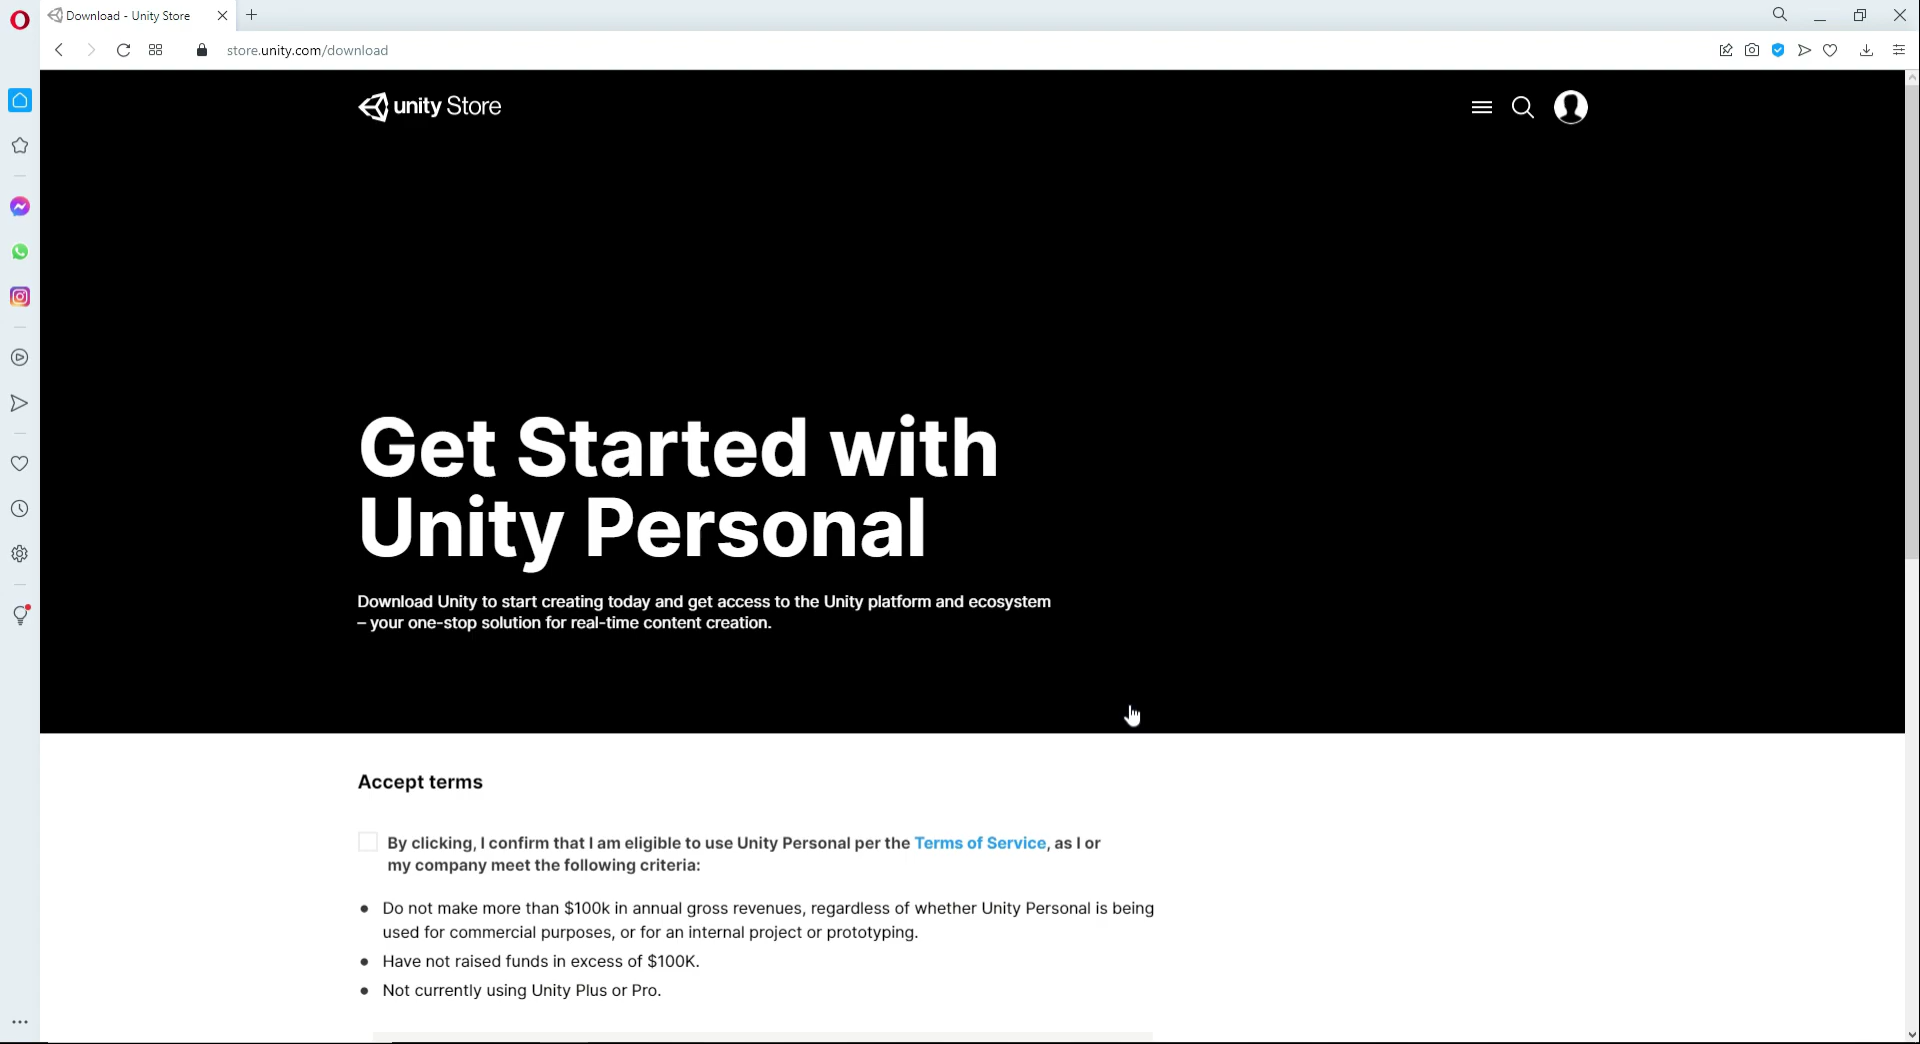 Download - Unity Store
store.unity.com/download
unity Store
Get Started with
Unity Personal
Download Unity to start creating today and get access to the Unity platform and ecosystem
– your one-stop solution for real-time content creation.
Accept terms
By clicking, I confirm that I am eligible to use Unity Personal per the Terms of Service, as I or
my company meet the following criteria:
• Do not make more than $100k in annual gross revenues, regardless of whether Unity Personal is being
used for commercial purposes, or for an internal project or prototyping.
• Have not raised funds in excess of $100K.
• Not currently using Unity Plus or Pro.